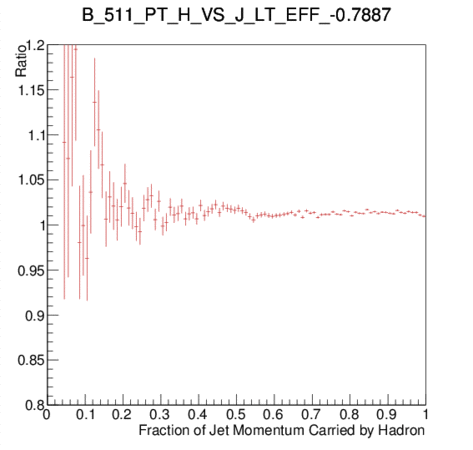 B_511_PT_H_VS_J_LT_EFF_-0.7887
Ratio
1.2
1.15
1.1
1.05
1
0.95
0.9
0.85
0.8
0 0.1 0.2 0.3 0.4 0.5 0.6 0.7 0.8 0.9 1
Fraction of Jet Momentum Carried by Hadron